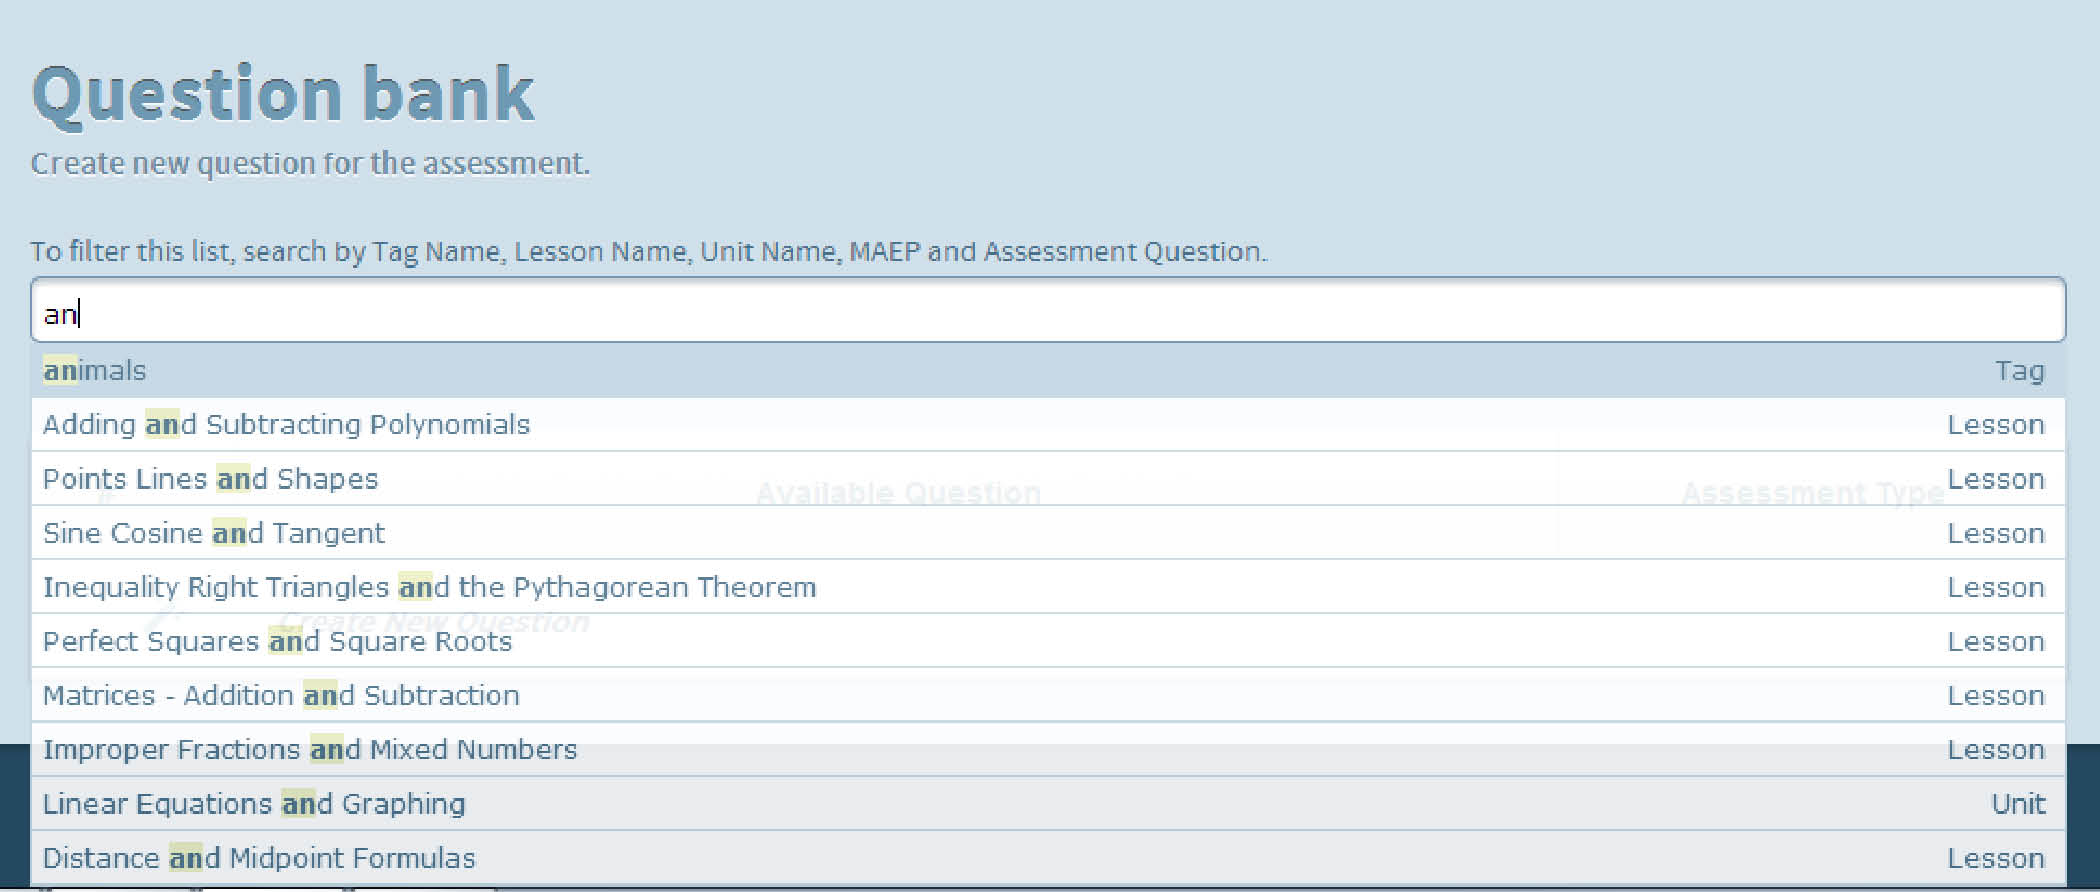 Question bank
Create new question for the assessment.
To filter this list, search by Tag Name, Lesson Name, Unit Name, MAEP and Assessment Question.
an
animals Tag
Adding and Subtracting Polynomials Lesson
Points Lines and Shapes Lesson
Available Question Assessment Type
Sine Cosine and Tangent Lesson
Inequality Right Triangles and the Pythagorean Theorem Lesson
Create New Question
Perfect Squares and Square Roots Lesson
Matrices - Addition and Subtraction Lesson
Improper Fractions and Mixed Numbers Lesson
Linear Equations and Graphing Unit
Distance and Midpoint Formulas Lesson